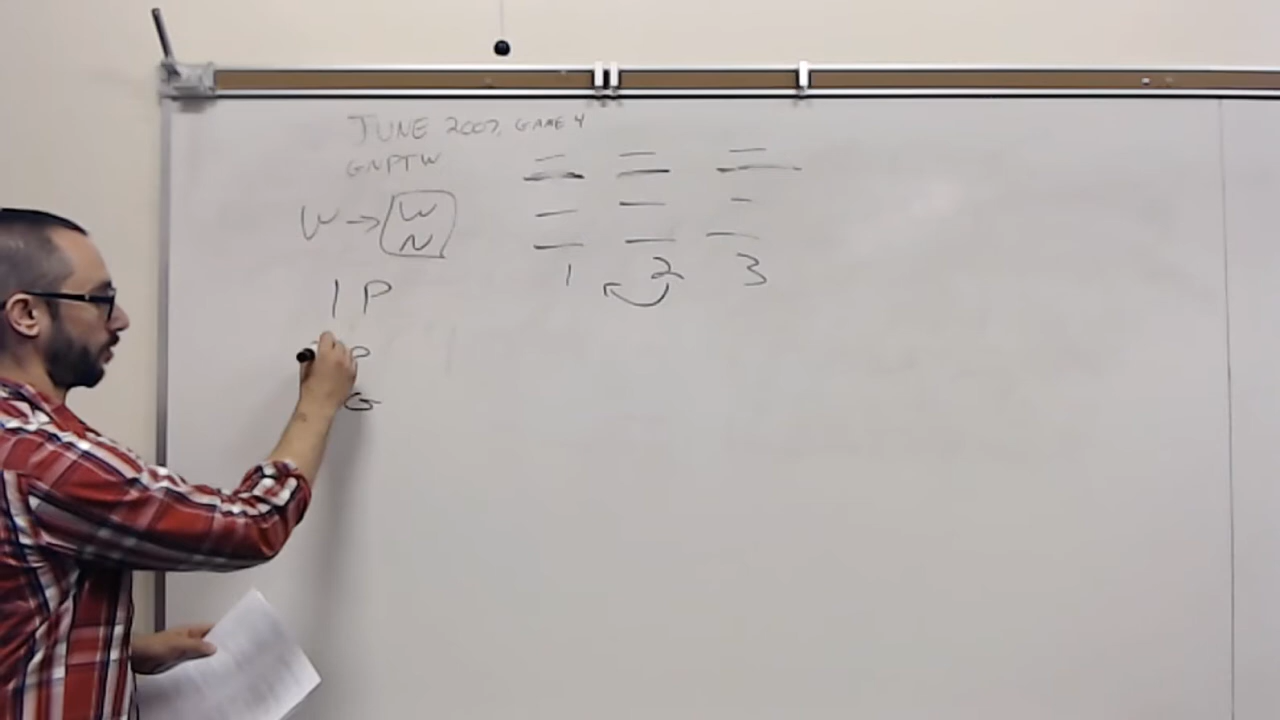 JUNE 2007, GAME 4
GNPTW
W → W
N
1 2 3
1 P
P
G